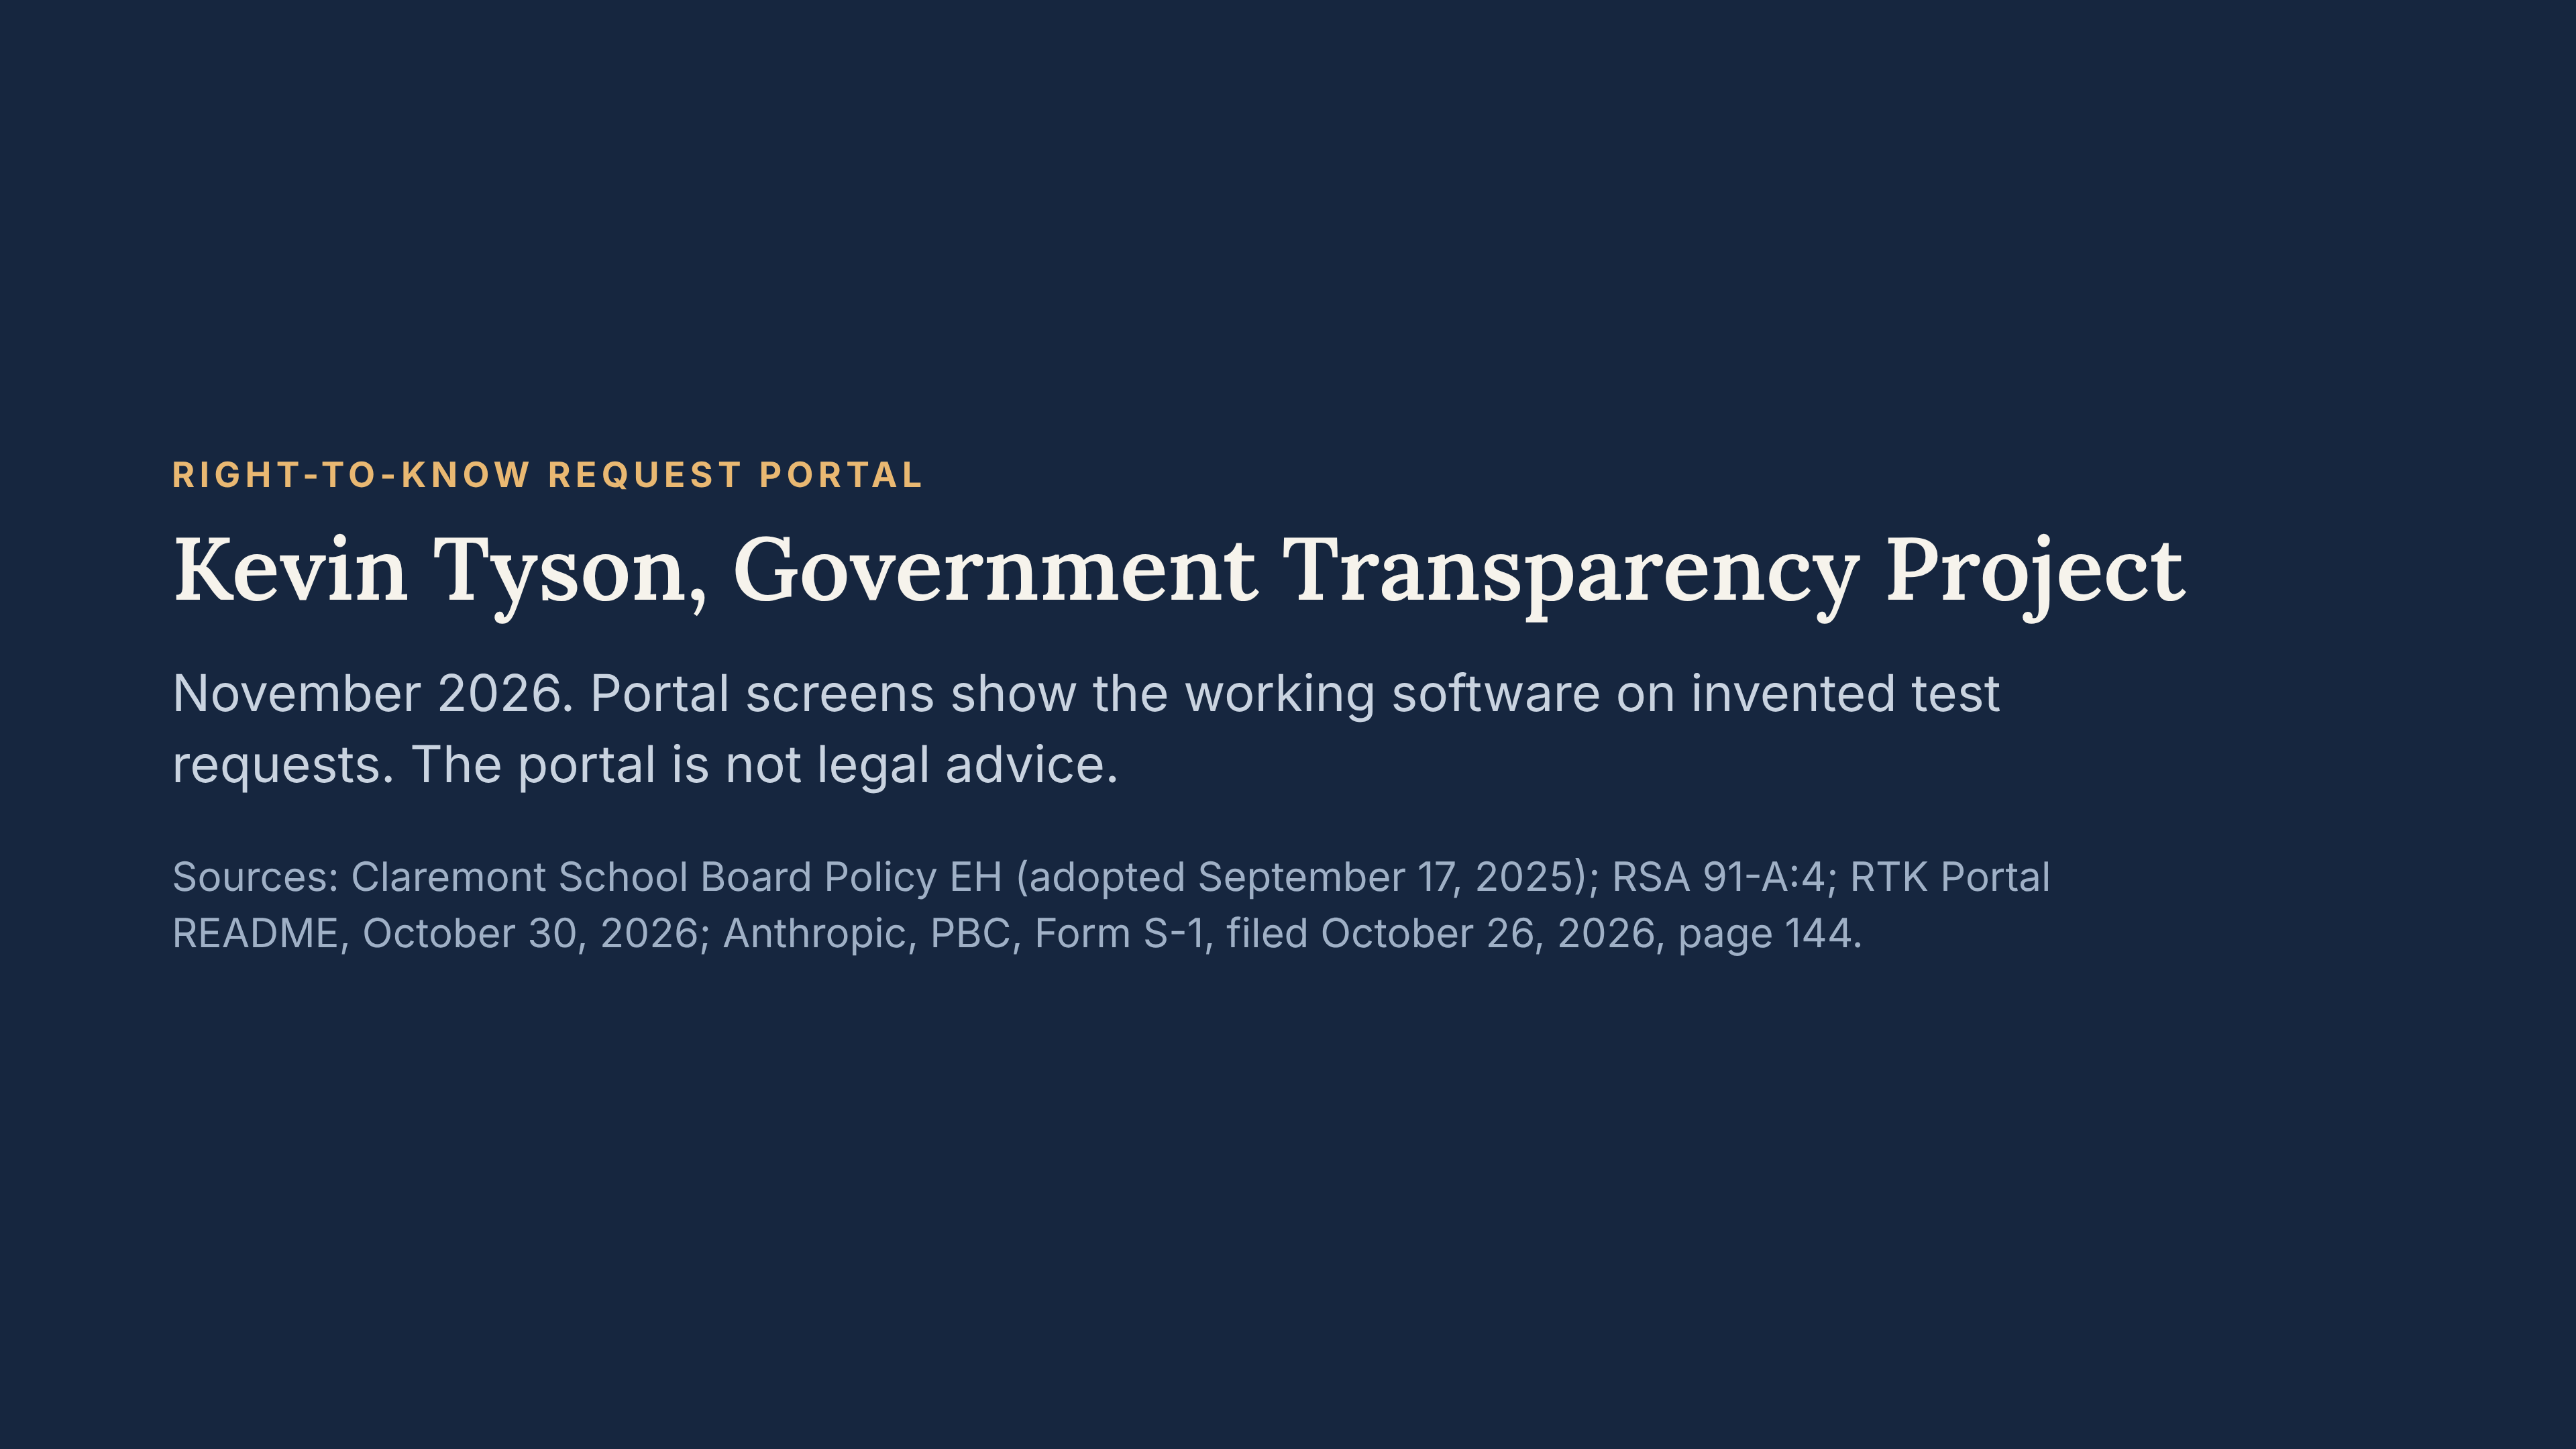 RIGHT-TO-KNOW REQUEST PORTAL
Kevin Tyson, Government Transparency Project
November 2026. Portal screens show the working software on invented test
requests. The portal is not legal advice.
Sources: Claremont School Board Policy EH (adopted September 17, 2025); RSA 91-A:4; RTK Portal
README, October 30, 2026; Anthropic, PBC, Form S-1, filed October 26, 2026, page 144.